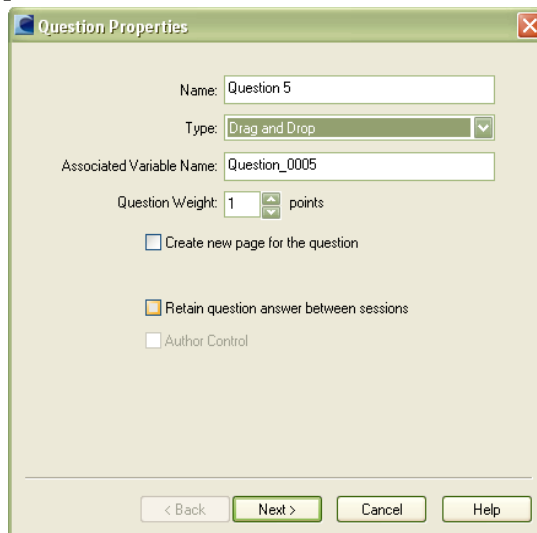 Question Properties
Name: Question 5
Type: Drag and Drop
Associated Variable Name: Question_0005
Question Weight: 1 points
Create new page for the question
Retain question answer between sessions
Author Control
< Back Next > Cancel Help